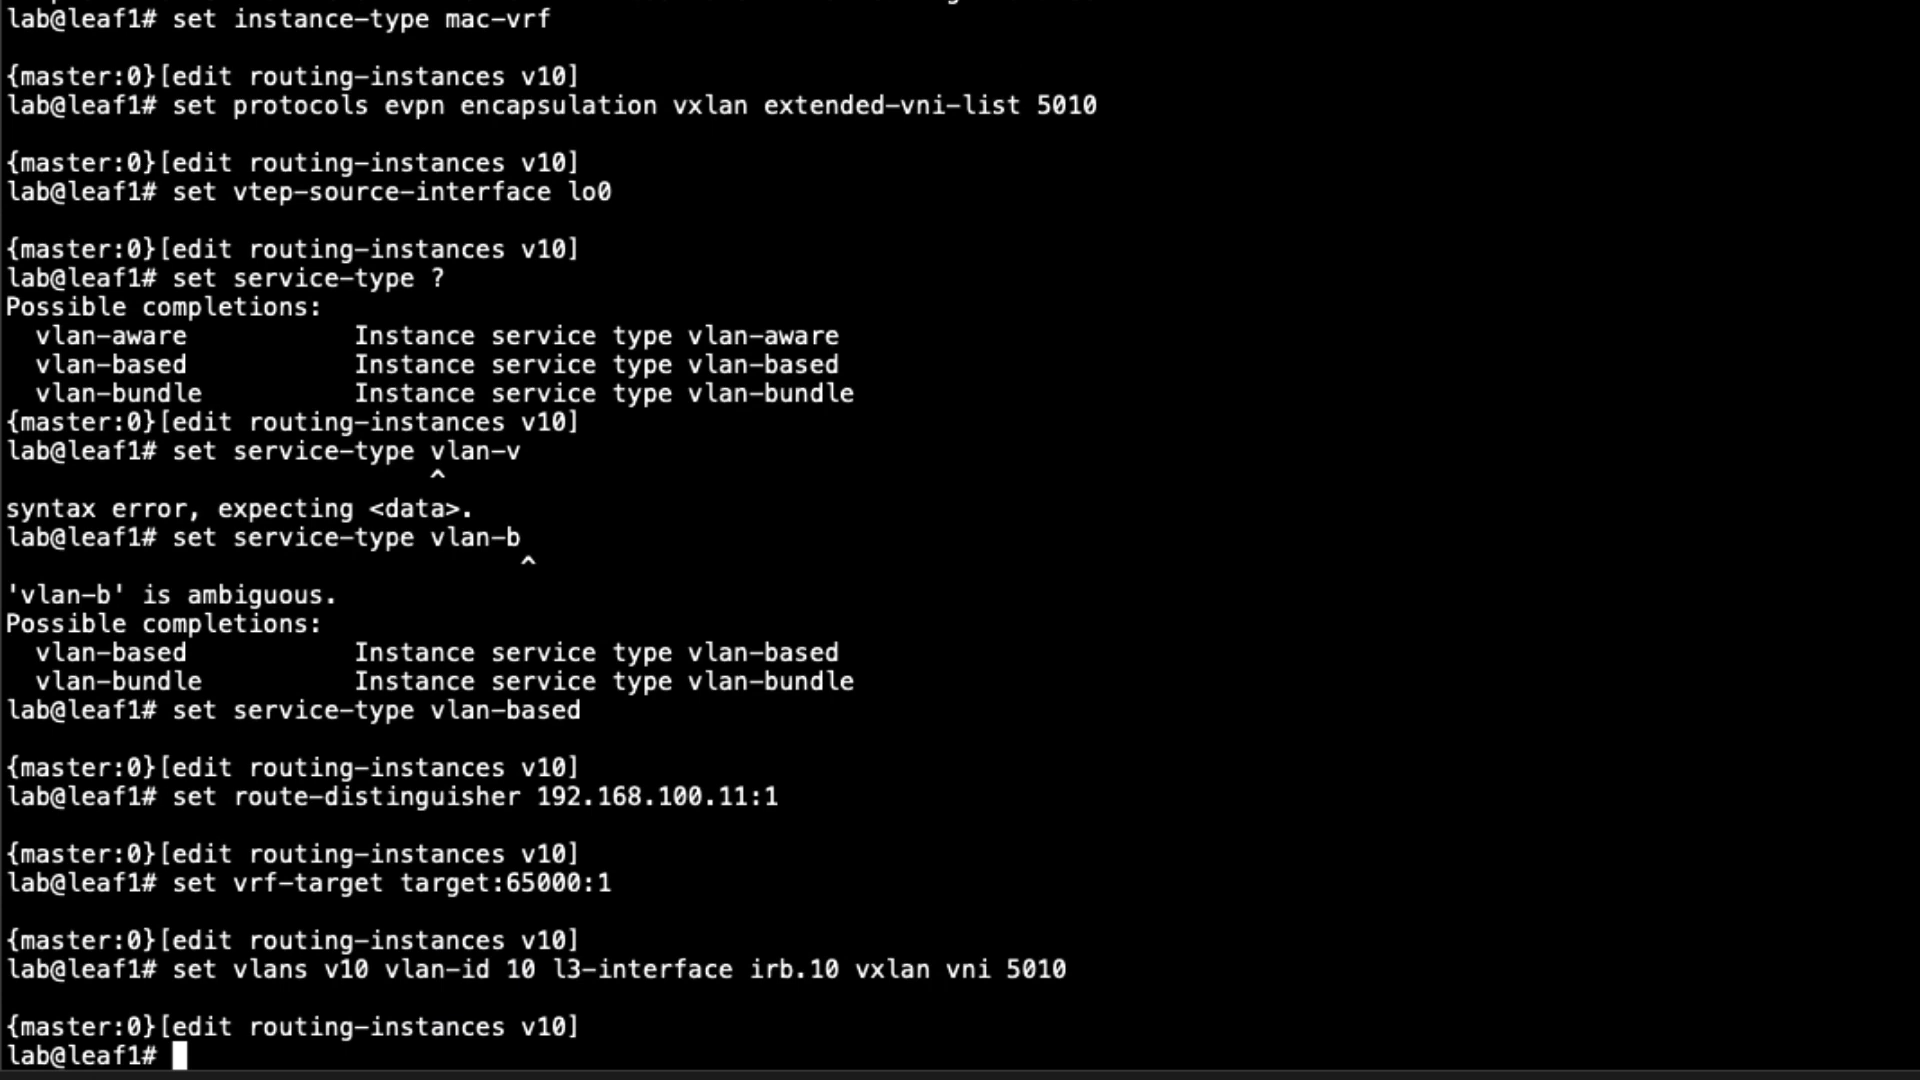 lab@leaf1# set instance-type mac-vrf
{master:0}[edit routing-instances v10]
lab@leaf1# set protocols evpn encapsulation vxlan extended-vni-list 5010
{master:0}[edit routing-instances v10]
lab@leaf1# set vtep-source-interface lo0
{master:0}[edit routing-instances v10]
lab@leaf1# set service-type ?
Possible completions:
  vlan-aware           Instance service type vlan-aware
  vlan-based           Instance service type vlan-based
  vlan-bundle          Instance service type vlan-bundle
{master:0}[edit routing-instances v10]
lab@leaf1# set service-type vlan-v
                            ^
syntax error, expecting <data>.
lab@leaf1# set service-type vlan-b
                                  ^
'vlan-b' is ambiguous.
Possible completions:
  vlan-based           Instance service type vlan-based
  vlan-bundle          Instance service type vlan-bundle
lab@leaf1# set service-type vlan-based
{master:0}[edit routing-instances v10]
lab@leaf1# set route-distinguisher 192.168.100.11:1
{master:0}[edit routing-instances v10]
lab@leaf1# set vrf-target target:65000:1
{master:0}[edit routing-instances v10]
lab@leaf1# set vlans v10 vlan-id 10 l3-interface irb.10 vxlan vni 5010
{master:0}[edit routing-instances v10]
lab@leaf1#